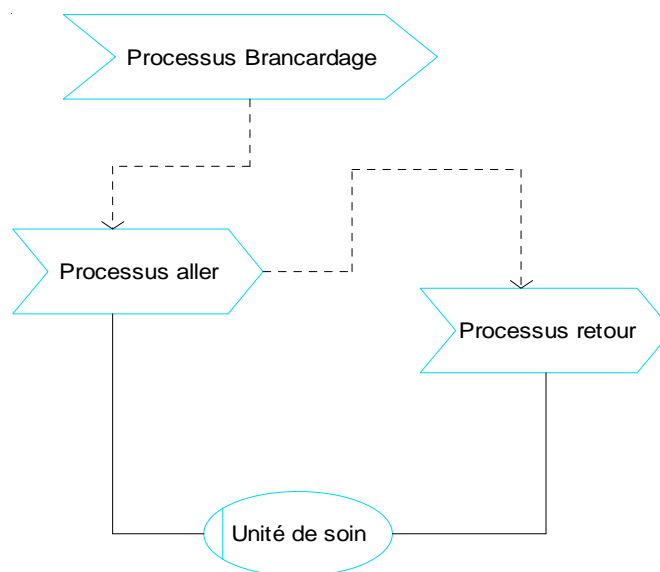 Processus Brancardage
Processus aller
Processus retour
Unité de soin